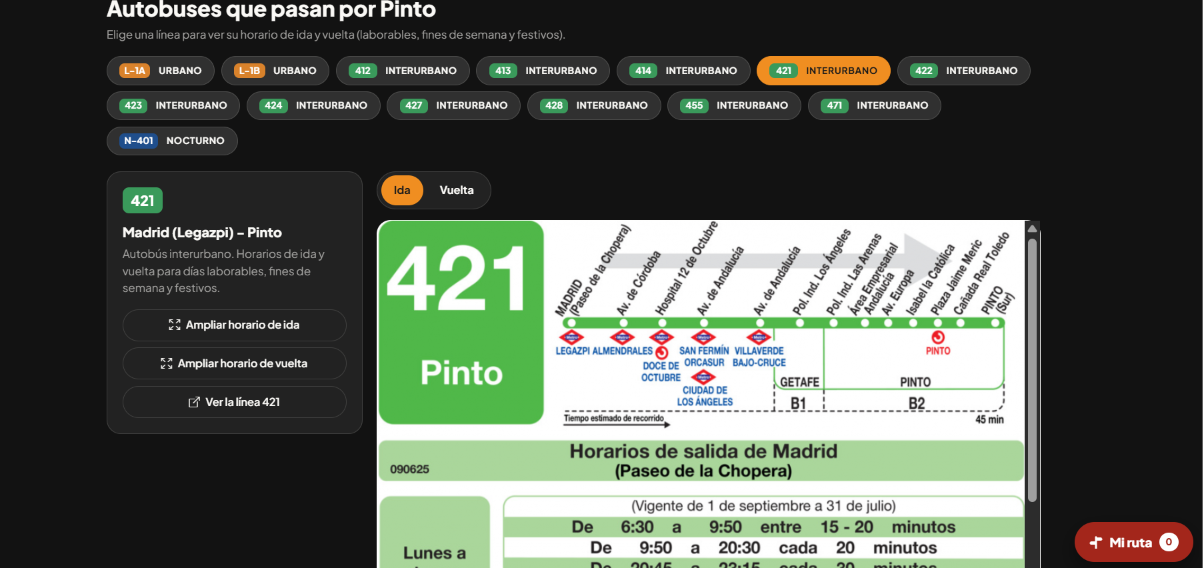 Autobuses que pasan por Pinto
Elige una línea para ver su horario de ida y vuelta (laborables, fines de semana y festivos).
L-1A URBANO
L-1B URBANO
412 INTERURBANO
413 INTERURBANO
414 INTERURBANO
421 INTERURBANO
422 INTERURBANO
423 INTERURBANO
424 INTERURBANO
427 INTERURBANO
428 INTERURBANO
455 INTERURBANO
471 INTERURBANO
N-401 NOCTURNO
421
Madrid (Legazpi) - Pinto
Autobús interurbano. Horarios de ida y
vuelta para días laborables, fines de
semana y festivos.
Ampliar horario de ida
Ampliar horario de vuelta
Ver la línea 421
Ida
Vuelta
421
Pinto
MADRID
(Paseo de la Chopera)
Av. de Córdoba
Hospital 12 de Octubre
Av. de Andalucía
Av. de Andalucía
Pol. Ind. Los Ángeles
Pol. Ind. Las Arenas
Área Empresarial
Andalucía
Av. Europa
Isabel la Católica
Plaza Jaime Meric
Cañada Real Toledo
PINTO
(Sur)
LEGAZPI
ALMENDRALES
DOCE DE
OCTUBRE
SAN FERMÍN
ORCASUR
CIUDAD DE
LOS ÁNGELES
VILLAVERDE
BAJO-CRUCE
PINTO
GETAFE
PINTO
B1
B2
Tiempo estimado de recorrido
45 min
Horarios de salida de Madrid
(Paseo de la Chopera)
090625
(Vigente de 1 de septiembre a 31 de julio)
Lunes a
De 6:30 a 9:50 entre 15 - 20 minutos
De 9:50 a 20:30 cada 20 minutos
De 20:45 a 23:15 cada 30 minutos
Mi ruta 0